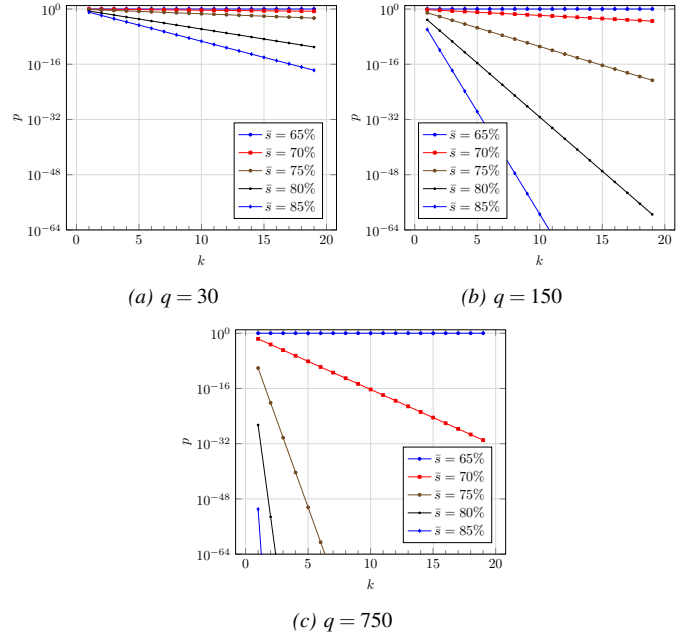 10^0
10^-16
10^-32
10^-48
10^-64
p
s̄ = 65%
s̄ = 70%
s̄ = 75%
s̄ = 80%
s̄ = 85%
0 5 10 15 20
k
(a) q = 30
10^0
10^-16
10^-32
10^-48
10^-64
p
s̄ = 65%
s̄ = 70%
s̄ = 75%
s̄ = 80%
s̄ = 85%
0 5 10 15 20
k
(b) q = 150
10^0
10^-16
10^-32
10^-48
10^-64
p
s̄ = 65%
s̄ = 70%
s̄ = 75%
s̄ = 80%
s̄ = 85%
0 5 10 15 20
k
(c) q = 750